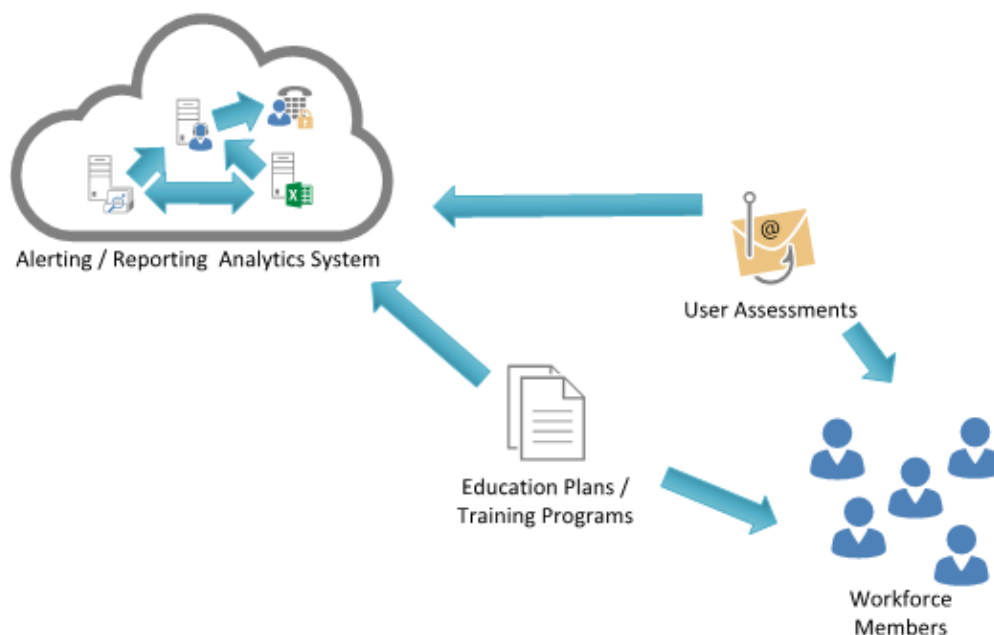 Alerting / Reporting  Analytics System
@
User Assessments
Education Plans /
Training Programs
X
Workforce
Members